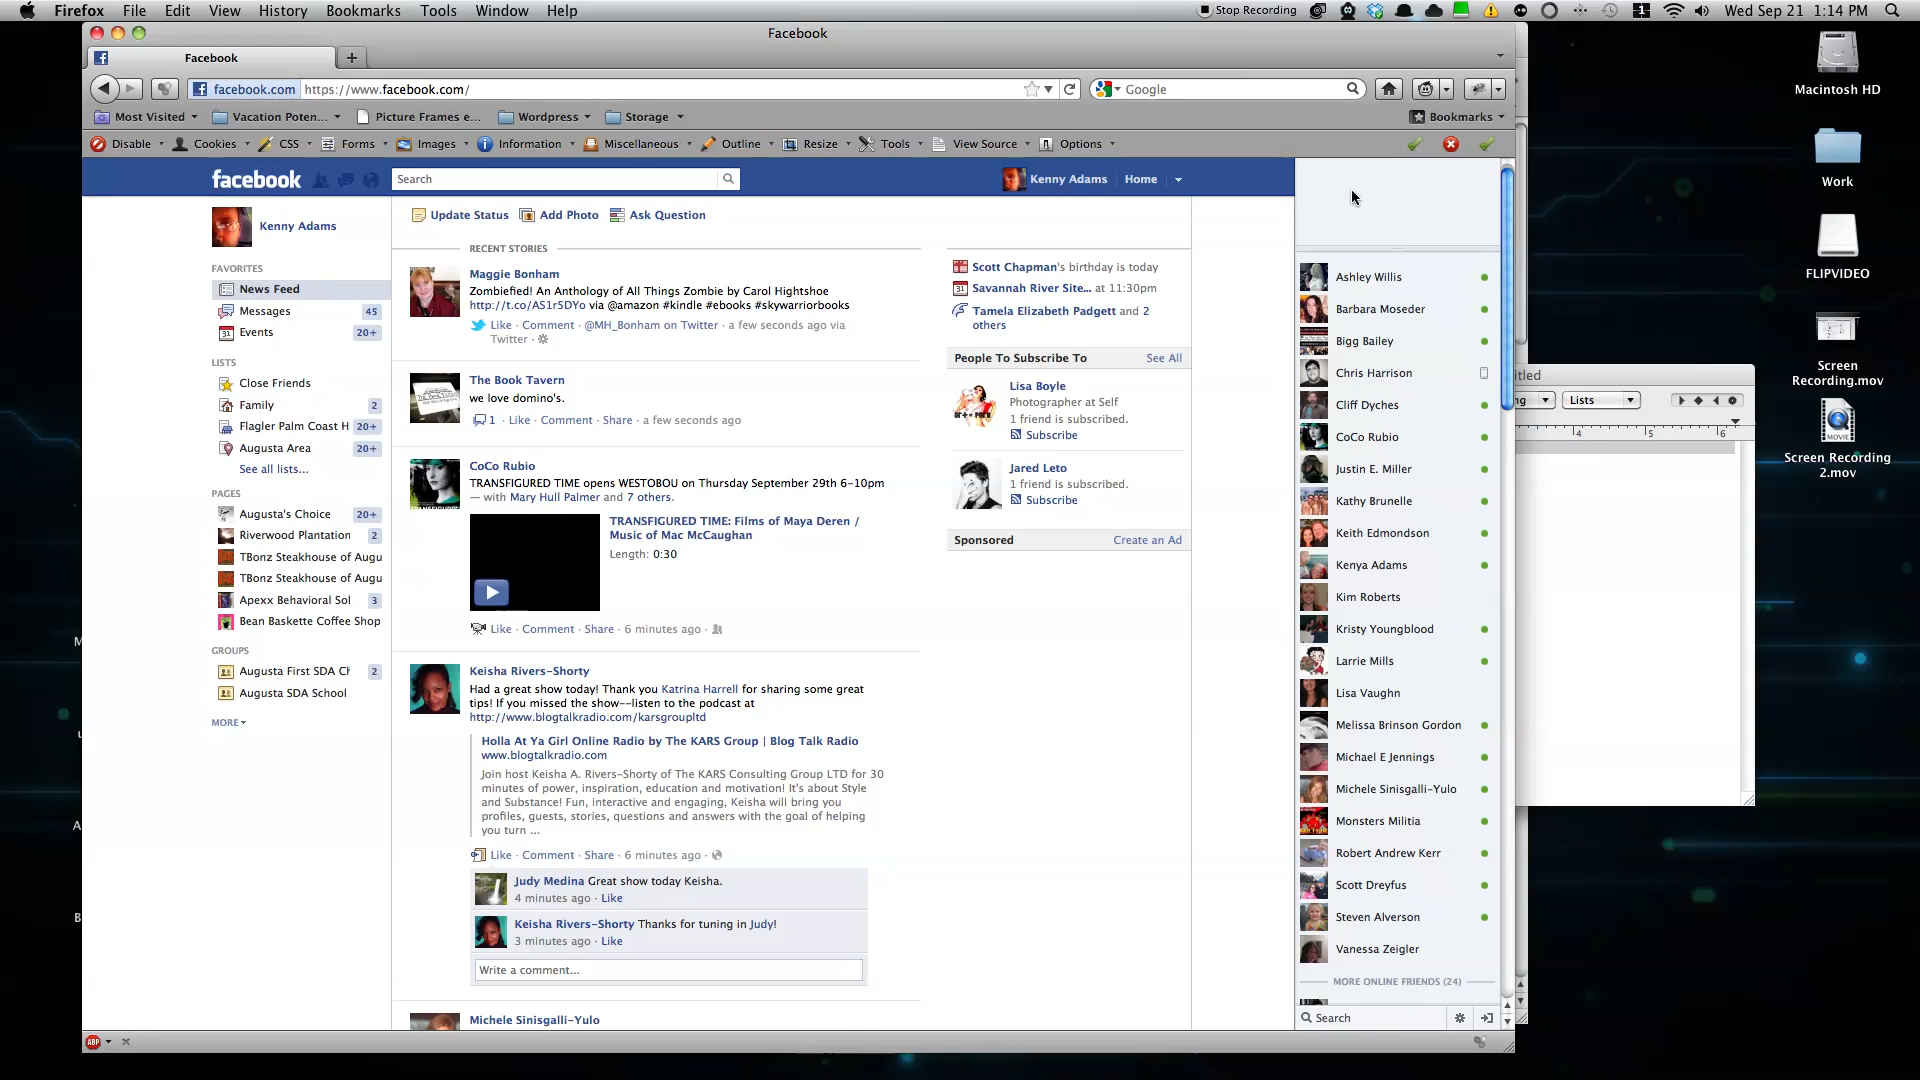 Firefox File Edit View History Bookmarks Tools Window Help
Stop Recording
1
Wed Sep 21 1:14 PM
Facebook
Facebook
facebook.com https://www.facebook.com/
Google
Most Visited Vacation Poten... Picture Frames e... Wordpress Storage
Bookmarks
Disable Cookies CSS Forms Images Information Miscellaneous Outline Resize Tools View Source Options
facebook
Search
Kenny Adams Home
Kenny Adams
FAVORITES
News Feed
Messages 45
Events 20+
LISTS
Close Friends
Family 2
Flagler Palm Coast H 20+
Augusta Area 20+
See all lists...
PAGES
Augusta's Choice 20+
Riverwood Plantation 2
TBonz Steakhouse of Augu
TBonz Steakhouse of Augu
Apexx Behavioral Sol 3
Bean Baskette Coffee Shop
GROUPS
Augusta First SDA Cl 2
Augusta SDA School
MORE
Update Status Add Photo Ask Question
RECENT STORIES
Maggie Bonham
Zombiefied! An Anthology of All Things Zombie by Carol Hightshoe
http://t.co/AS1r5DYo via @amazon #kindle #ebooks #skywarriorbooks
Like · Comment · @MH_Bonham on Twitter · a few seconds ago via
Twitter ·
The Book Tavern
we love domino's.
1 · Like · Comment · Share · a few seconds ago
CoCo Rubio
TRANSFIGURED TIME opens WESTOBOU on Thursday September 29th 6-10pm
— with Mary Hull Palmer and 7 others.
TRANSFIGURED TIME: Films of Maya Deren /
Music of Mac McCaughan
Length: 0:30
Like · Comment · Share · 6 minutes ago ·
Keisha Rivers-Shorty
Had a great show today! Thank you Katrina Harrell for sharing some great
tips! If you missed the show--listen to the podcast at
http://www.blogtalkradio.com/karsgroupltd
Holla At Ya Girl Online Radio by The KARS Group | Blog Talk Radio
www.blogtalkradio.com
Join host Keisha A. Rivers-Shorty of The KARS Consulting Group LTD for 30
minutes of power, inspiration, education and motivation! It's about Style
and Substance! Fun, interactive and engaging, Keisha will bring you
profiles, guests, stories, questions and answers with the goal of helping
you turn ...
Like · Comment · Share · 6 minutes ago ·
Judy Medina Great show today Keisha.
4 minutes ago · Like
Keisha Rivers-Shorty Thanks for tuning in Judy!
3 minutes ago · Like
Write a comment...
Michele Sinisgalli-Yulo
Scott Chapman's birthday is today
31 Savannah River Site... at 11:30pm
Tamela Elizabeth Padgett and 2
others
People To Subscribe To See All
Lisa Boyle
Photographer at Self
1 friend is subscribed.
Subscribe
Jared Leto
1 friend is subscribed.
Subscribe
Sponsored Create an Ad
Ashley Willis
Barbara Moseder
Bigg Bailey
Chris Harrison
Cliff Dyches
CoCo Rubio
Justin E. Miller
Kathy Brunelle
Keith Edmondson
Kenya Adams
Kim Roberts
Kristy Youngblood
Larrie Mills
Lisa Vaughn
Melissa Brinson Gordon
Michael E Jennings
Michele Sinisgalli-Yulo
Monsters Militia
Robert Andrew Kerr
Scott Dreyfus
Steven Alverson
Vanessa Zeigler
MORE ONLINE FRIENDS (24)
Search
ABP
itled
ng Lists
4 5 6
Macintosh HD
Work
FLIPVIDEO
Screen
Recording.mov
MOVIE
Screen Recording
2.mov